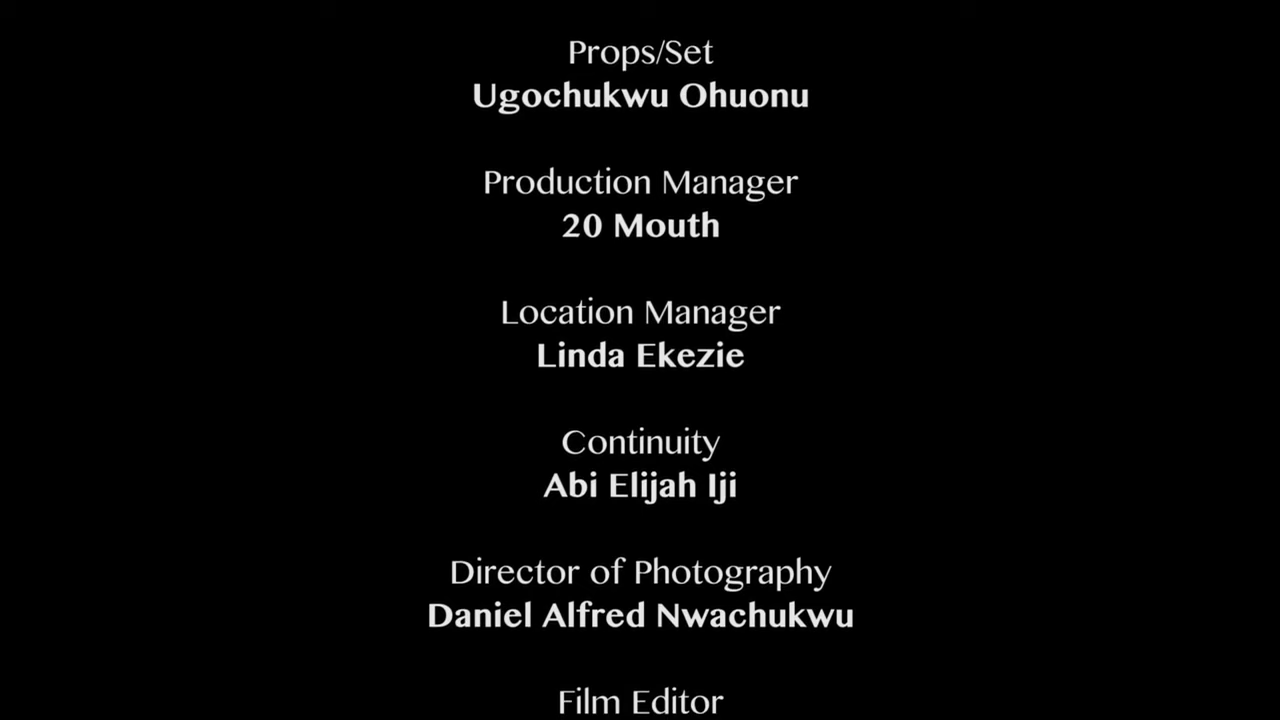 Props/Set
Ugochukwu Ohuonu
Production Manager
20 Mouth
Location Manager
Linda Ekezie
Continuity
Abi Elijah Iji
Director of Photography
Daniel Alfred Nwachukwu
Film Editor